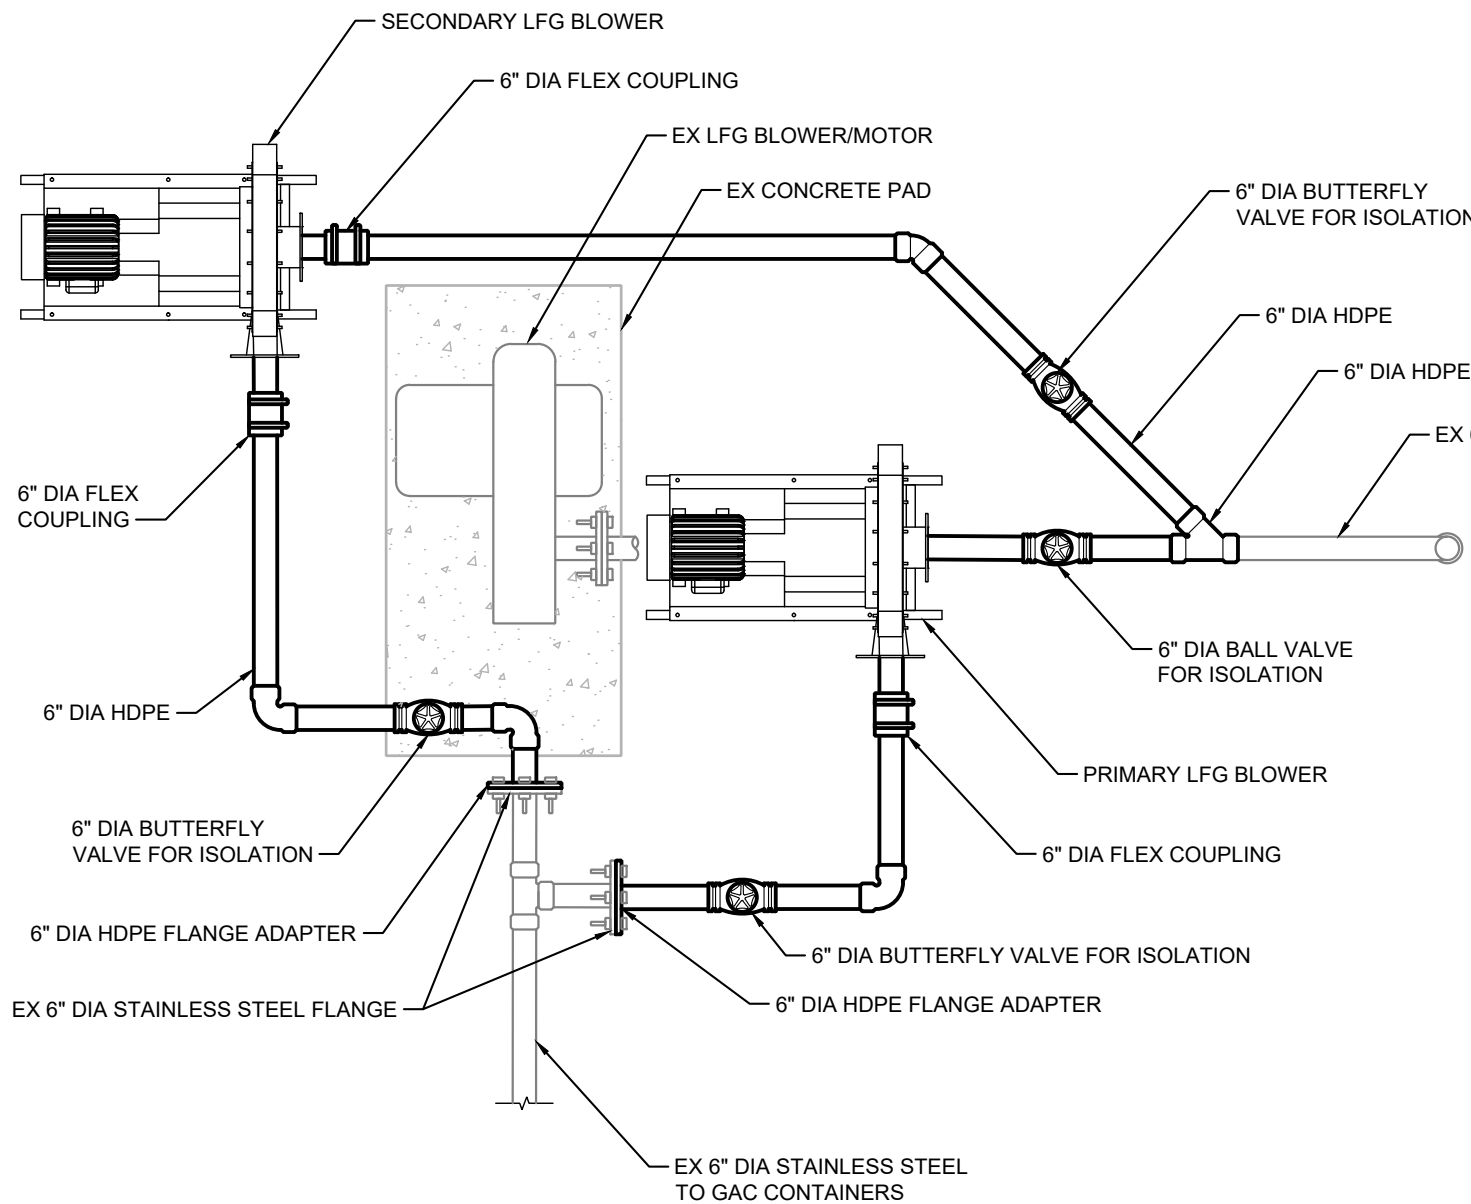 SECONDARY LFG BLOWER
6" DIA FLEX COUPLING
EX LFG BLOWER/MOTOR
EX CONCRETE PAD
6" DIA BUTTERFLY
VALVE FOR ISOLATION
6" DIA HDPE
6" DIA HDPE
EX
6" DIA FLEX
COUPLING
6" DIA BALL VALVE
FOR ISOLATION
6" DIA HDPE
PRIMARY LFG BLOWER
6" DIA BUTTERFLY
VALVE FOR ISOLATION
6" DIA FLEX COUPLING
6" DIA HDPE FLANGE ADAPTER
6" DIA BUTTERFLY VALVE FOR ISOLATION
EX 6" DIA STAINLESS STEEL FLANGE
6" DIA HDPE FLANGE ADAPTER
EX 6" DIA STAINLESS STEEL
TO GAC CONTAINERS